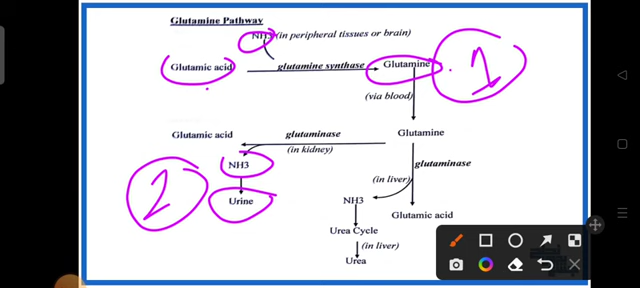 Glutamine Pathway
NH3 (in peripheral tissues or brain)
Glutamic acid
glutamine synthase
Glutamine
1
(via blood)
Glutamic acid
glutaminase
Glutamine
(in kidney)
NH3
glutaminase
2
Urine
(in liver)
NH3
Glutamic acid
Urea Cycle
(in liver)
Urea